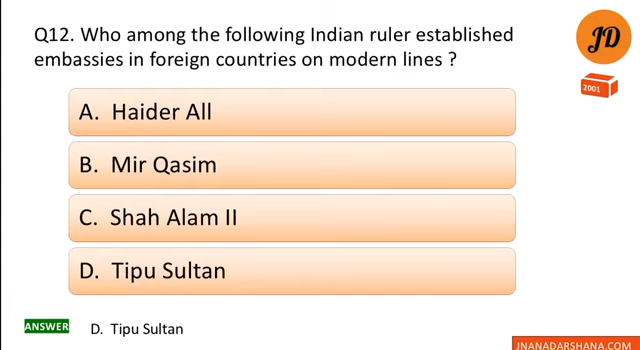 Q12. Who among the following Indian ruler established
embassies in foreign countries on modern lines ?
JD
2001
A. Haider All
B. Mir Qasim
C. Shah Alam II
D. Tipu Sultan
ANSWER D. Tipu Sultan
JNANADARSHANA.COM